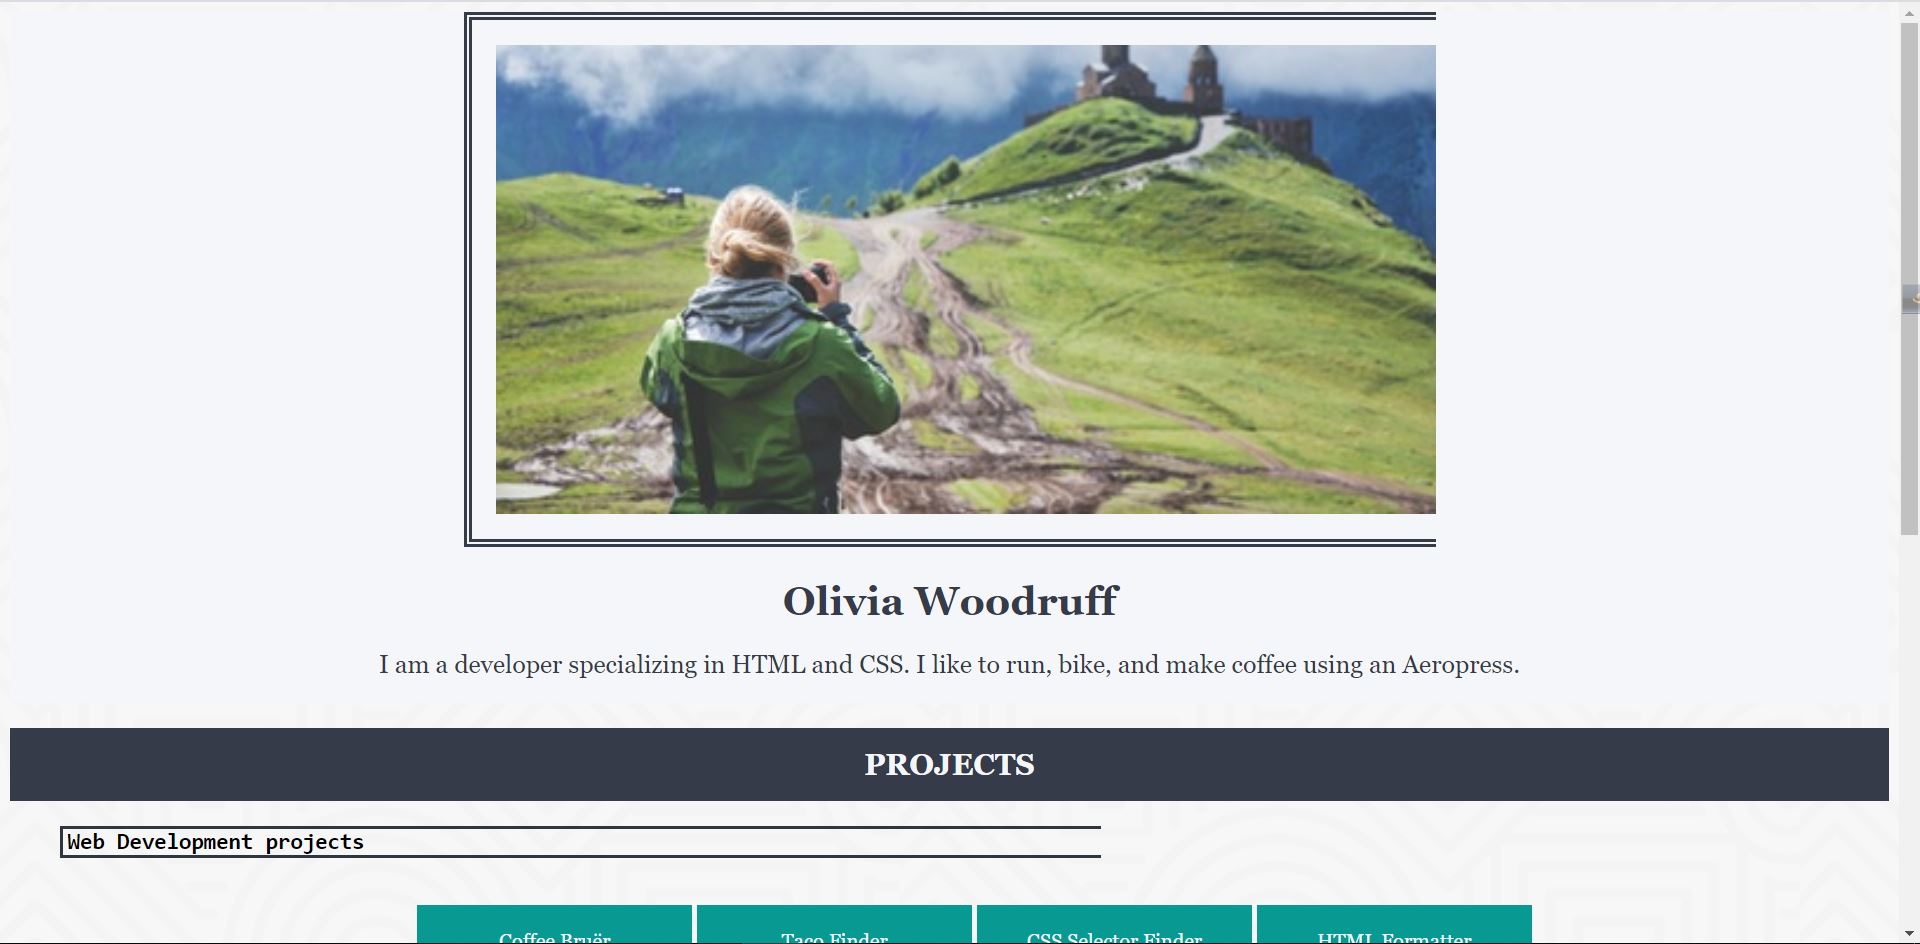 Olivia Woodruff
I am a developer specializing in HTML and CSS. I like to run, bike, and make coffee using an Aeropress.
PROJECTS
Web Development projects
Coffee Bruër
Taco Finder
CSS Selector Finder
HTML Formatter